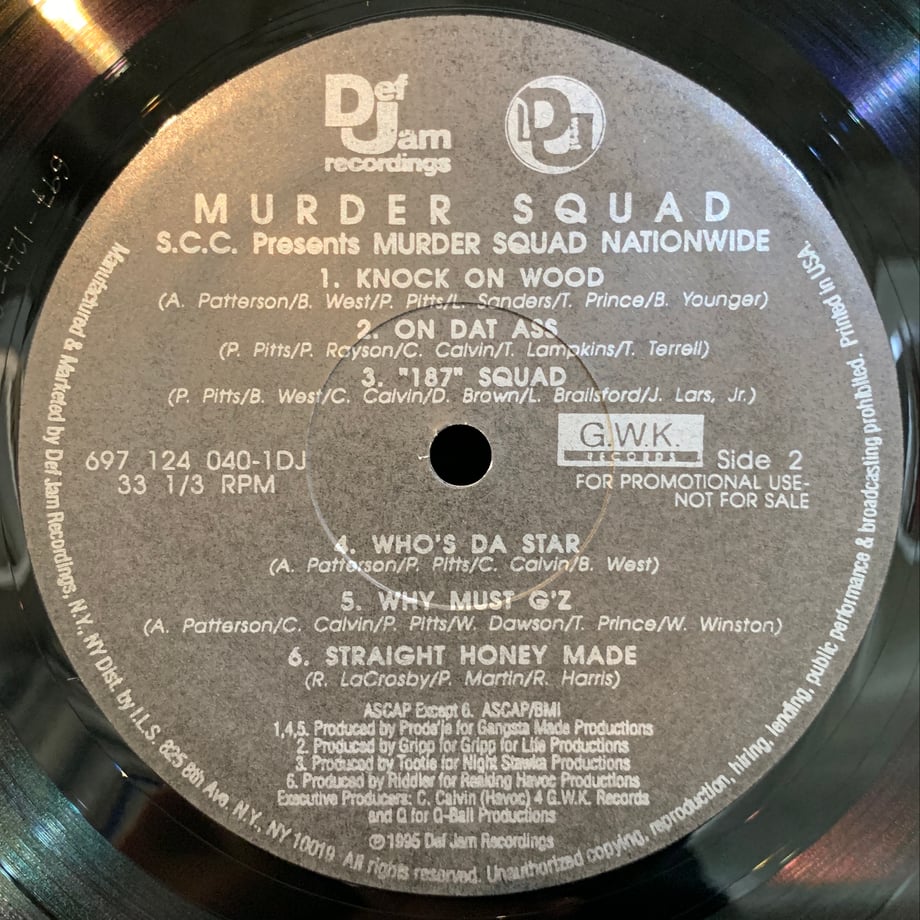 Def Jam
recordings
MURDER SQUAD
S.C.C. Presents MURDER SQUAD NATIONWIDE
1. KNOCK ON WOOD
(A. Patterson/B. West/P. Pitts/L. Sanders/T. Prince/B. Younger)
2. ON DAT ASS
(P. Pitts/P. Rayson/C. Calvin/T. Lampkins/T. Terrell)
3. "187" SQUAD
(P. Pitts/B. West/C. Calvin/D. Brown/L. Brailsford/J. Lars, Jr.)
697 124 040-1DJ
33 1/3 RPM
G.W.K.
RECORDS
Side 2
FOR PROMOTIONAL USE-
NOT FOR SALE
4. WHO'S DA STAR
(A. Patterson/P. Pitts/C. Calvin/B. West)
5. WHY MUST G'Z
(A. Patterson/C. Calvin/P. Pitts/W. Dawson/T. Prince/W. Winston)
6. STRAIGHT HONEY MADE
(R. LaCrosby/P. Martin/R. Harris)
ASCAP Except 6. ASCAP/BMI
1,4,5. Produced by Proda'je for Gangsta Made Productions
2. Produced by Gripp for Gripp for Life Productions
3. Produced by Tootie for Night Stawka Productions
6. Produced by Riddler for Reaking Havoc Productions
Executive Producers: C. Calvin (Havoc) 4 G.W.K. Records
and Q for Q-Ball Productions
℗©1995 Def Jam Recordings
Manufactured & Marketed by Def Jam Recordings, N.Y., NY Dist. by I.L.S. 825 8th Ave. N.Y., NY 10019 All rights reserved. Unauthorized copying, reproduction, hiring, lending, public performance & broadcasting prohibited. Printed in USA.